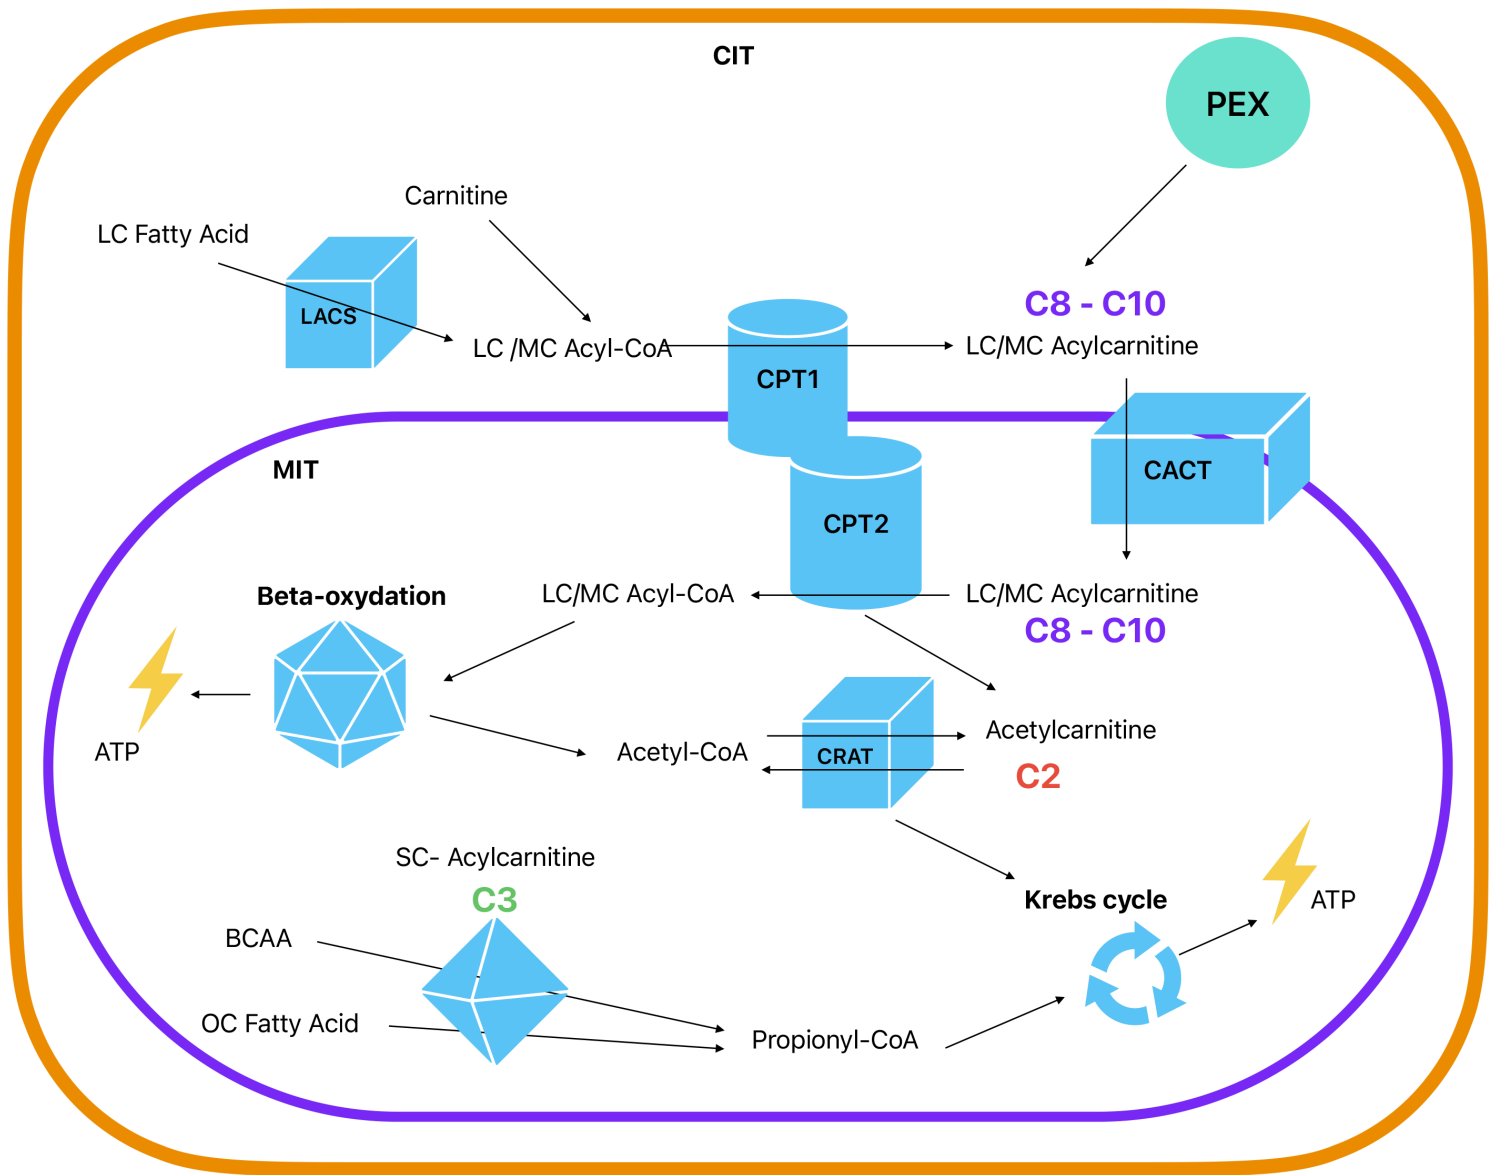 CIT
PEX
Carnitine
LC Fatty Acid
LACS
C8 - C10
LC /MC Acyl-CoA
LC/MC Acylcarnitine
CPT1
MIT
CACT
CPT2
Beta-oxydation
LC/MC Acyl-CoA
LC/MC Acylcarnitine
C8 - C10
ATP
Acetyl-CoA
CRAT
Acetylcarnitine
C2
SC- Acylcarnitine
C3
Krebs cycle
ATP
BCAA
OC Fatty Acid
Propionyl-CoA